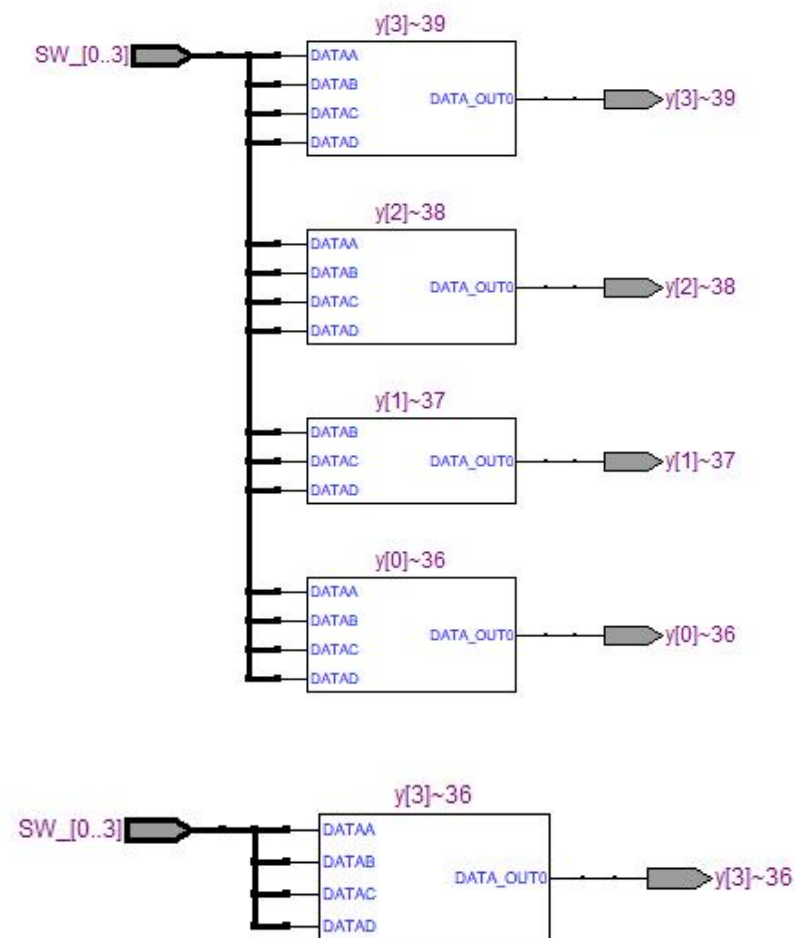 y[3]~39
SW_[0..3]
DATAA
DATAB
DATAC
DATAD
DATA_OUT0
y[3]~39
y[2]~38
DATAA
DATAB
DATAC
DATAD
DATA_OUT0
y[2]~38
y[1]~37
DATAB
DATAC
DATAD
DATA_OUT0
y[1]~37
y[0]~36
DATAA
DATAB
DATAC
DATAD
DATA_OUT0
y[0]~36
y[3]~36
SW_[0..3]
DATAA
DATAB
DATAC
DATAD
DATA_OUT0
y[3]~36